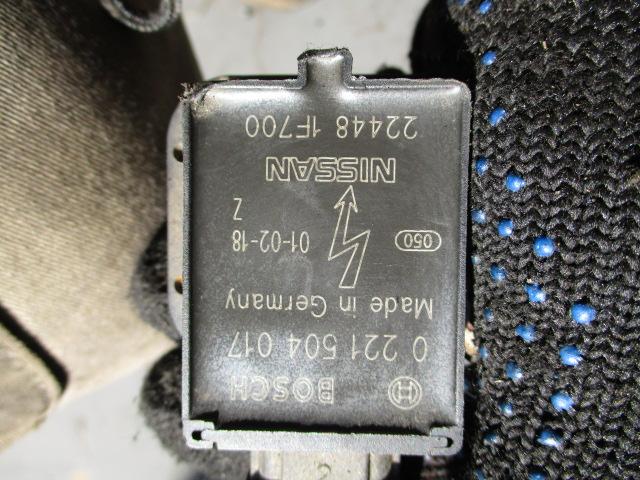 BOSCH
0 221 504 017
Made in Germany
050
01-02-18
Z
NISSAN
22448 1F700